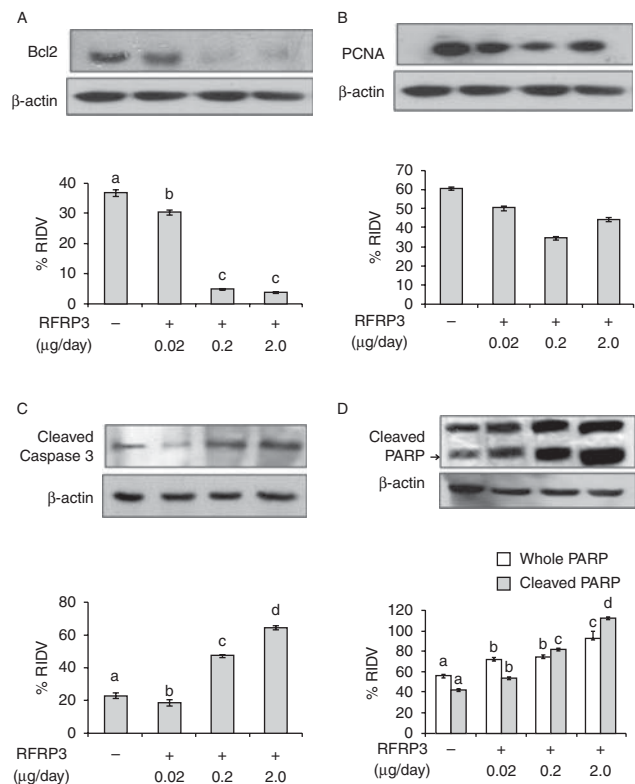 A
Bcl2
β-actin
% RIDV
40
30
20
10
0
a
b
c
c
RFRP3 – + + +
(µg/day) 0.02 0.2 2.0
B
PCNA
β-actin
% RIDV
70
60
50
40
30
20
10
0
RFRP3 – + + +
(µg/day) 0.02 0.2 2.0
C
Cleaved
Caspase 3
β-actin
% RIDV
80
60
40
20
0
a
b
c
d
RFRP3 – + + +
(µg/day) 0.02 0.2 2.0
D
Cleaved
PARP →
β-actin
Whole PARP
Cleaved PARP
% RIDV
120
100
80
60
40
20
0
a
a
b
b
b
c
c
d
RFRP3 – + + +
(µg/day) 0.02 0.2 2.0